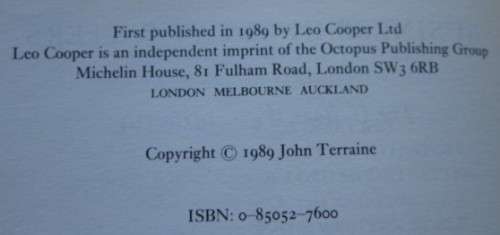 First published in 1989 by Leo Cooper Ltd
Leo Cooper is an independent imprint of the Octopus Publishing Group
Michelin House, 81 Fulham Road, London SW3 6RB
LONDON MELBOURNE AUCKLAND
Copyright © 1989 John Terraine
ISBN: 0–85052–7600